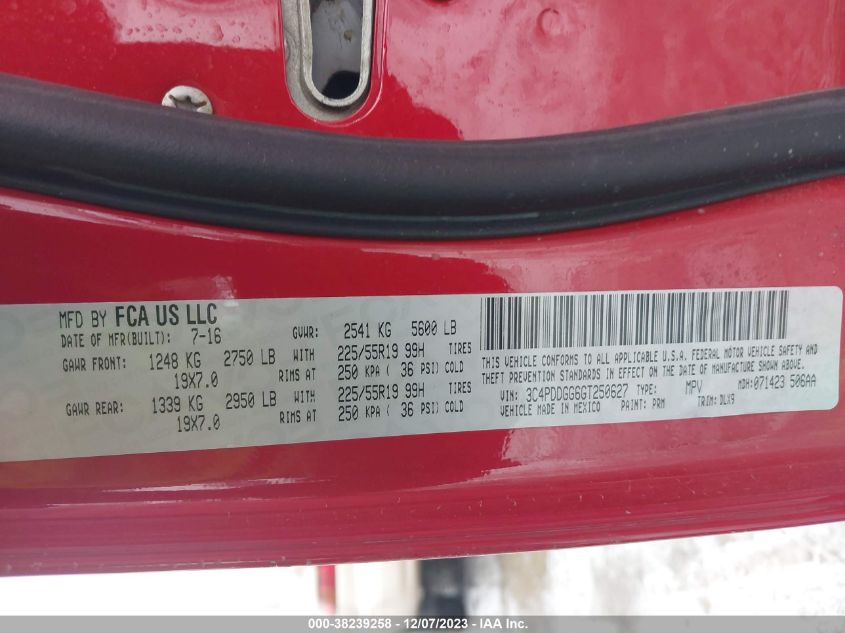 MFD BY FCA US LLC
DATE OF MFR(BUILT): 7-16
GVWR: 2541 KG 5600 LB
GAWR FRONT: 1248 KG 2750 LB WITH 225/55R19 99H TIRES
19X7.0 RIMS AT 250 KPA ( 36 PSI) COLD
GAWR REAR: 1339 KG 2950 LB WITH 225/55R19 99H TIRES
19X7.0 RIMS AT 250 KPA ( 36 PSI) COLD
THIS VEHICLE CONFORMS TO ALL APPLICABLE U.S.A. FEDERAL MOTOR VEHICLE SAFETY AND
THEFT PREVENTION STANDARDS IN EFFECT ON THE DATE OF MANUFACTURE SHOWN ABOVE.
VIN: 3C4PDDGG6GT250627 TYPE: MPV MDH:071423 506AA
VEHICLE MADE IN MEXICO PAINT: PRM TRIM: DLX9
000-38239258 - 12/07/2023 - © Copyright 2023 IAA, Inc.